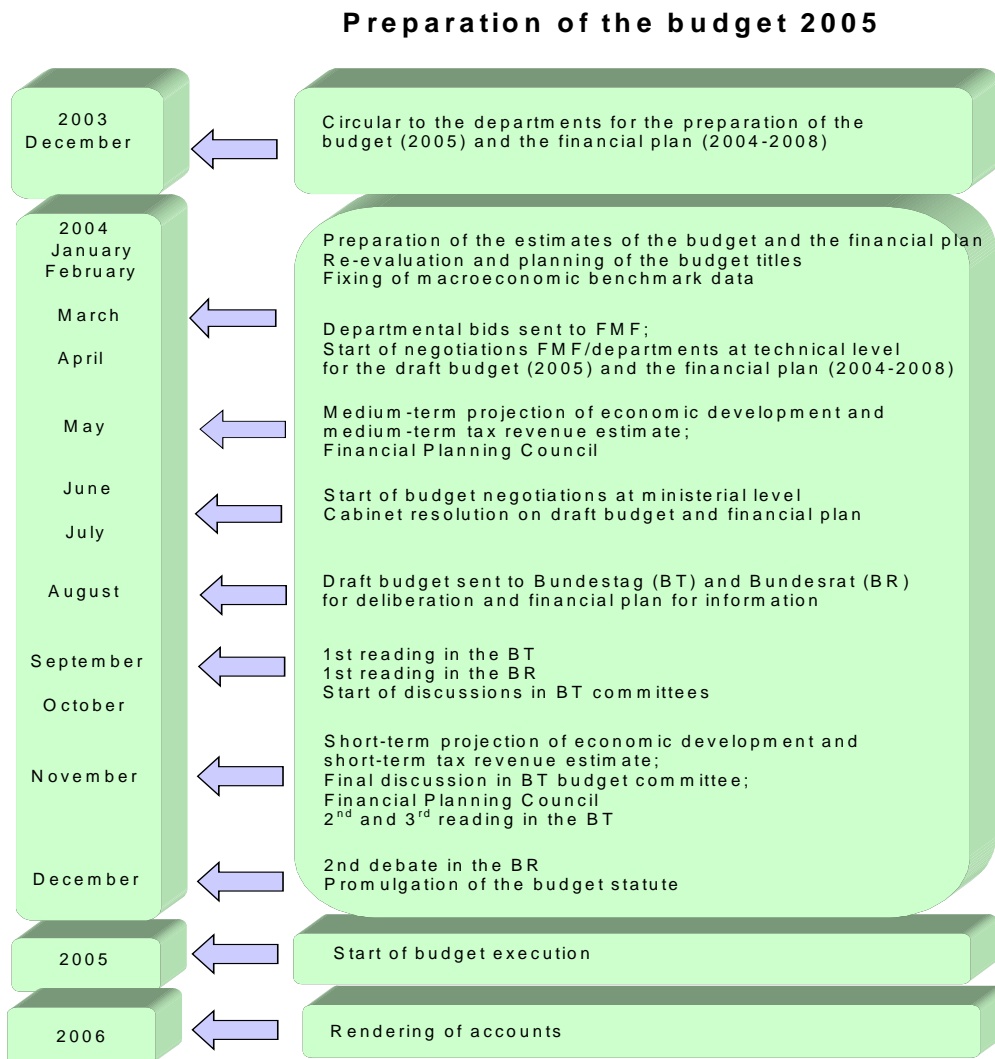 Preparation of the budget 2005
2003
December
Circular to the departments for the preparation of the
budget (2005) and the financial plan (2004-2008)
2004
January
February
Preparation of the estimates of the budget and the financial plan
Re-evaluation and planning of the budget titles
Fixing of macroeconomic benchmark data
March
April
Departmental bids sent to FMF;
Start of negotiations FMF/departments at technical level
for the draft budget (2005) and the financial plan (2004-2008)
May
Medium-term projection of economic development and
medium-term tax revenue estimate;
Financial Planning Council
June
July
Start of budget negotiations at ministerial level
Cabinet resolution on draft budget and financial plan
August
Draft budget sent to Bundestag (BT) and Bundesrat (BR)
for deliberation and financial plan for information
September
October
1st reading in the BT
1st reading in the BR
Start of discussions in BT committees
November
Short-term projection of economic development and
short-term tax revenue estimate;
Final discussion in BT budget committee;
Financial Planning Council
2nd and 3rd reading in the BT
December
2nd debate in the BR
Promulgation of the budget statute
2005
Start of budget execution
2006
Rendering of accounts